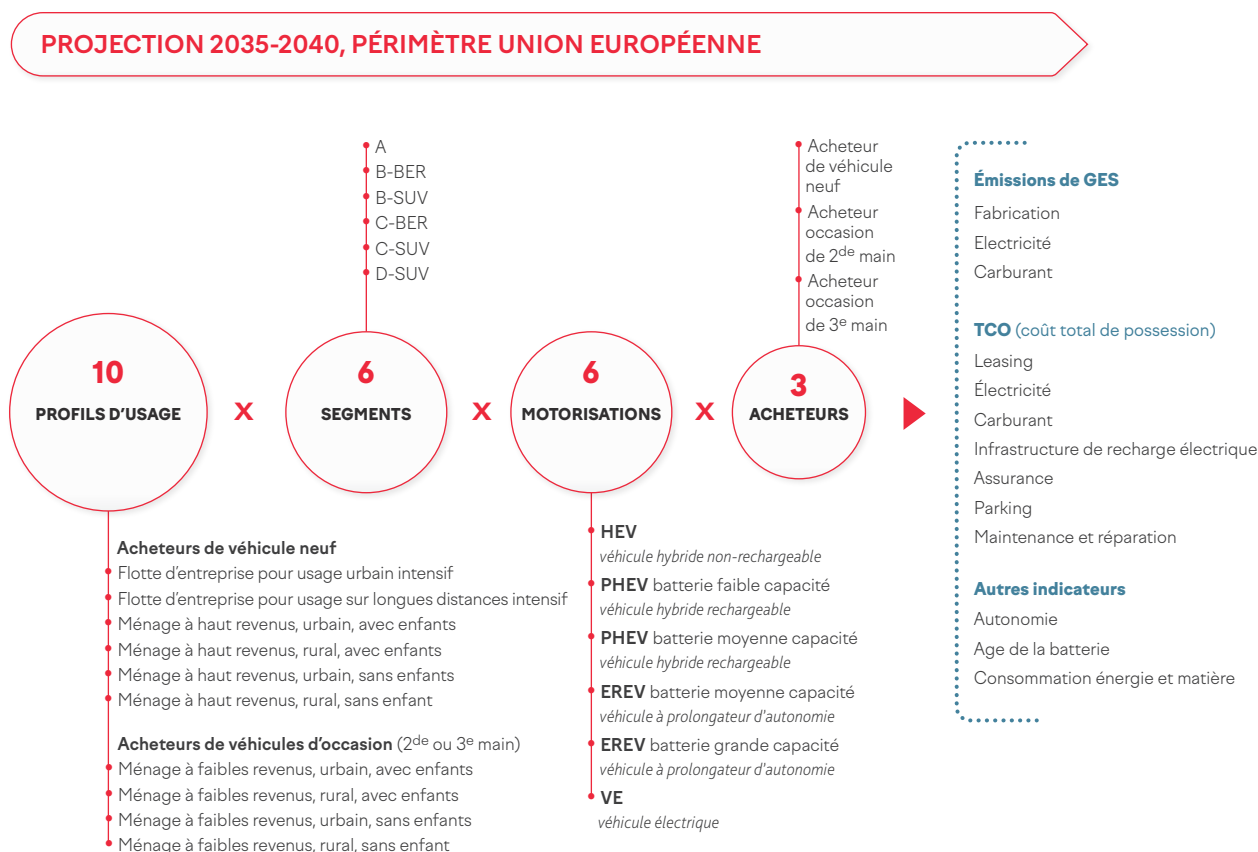 PROJECTION 2035-2040, PÉRIMÈTRE UNION EUROPÉENNE
10
PROFILS D'USAGE
Acheteurs de véhicule neuf
Flotte d'entreprise pour usage urbain intensif
Flotte d'entreprise pour usage sur longues distances intensif
Ménage à haut revenus, urbain, avec enfants
Ménage à haut revenus, rural, avec enfants
Ménage à haut revenus, urbain, sans enfants
Ménage à haut revenus, rural, sans enfant
Acheteurs de véhicules d'occasion (2de ou 3e main)
Ménage à faibles revenus, urbain, avec enfants
Ménage à faibles revenus, rural, avec enfants
Ménage à faibles revenus, urbain, sans enfants
Ménage à faibles revenus, rural, sans enfant
X
A
B-BER
B-SUV
C-BER
C-SUV
D-SUV
6
SEGMENTS
X
6
MOTORISATIONS
HEV
véhicule hybride non-rechargeable
PHEV batterie faible capacité
véhicule hybride rechargeable
PHEV batterie moyenne capacité
véhicule hybride rechargeable
EREV batterie moyenne capacité
véhicule à prolongateur d'autonomie
EREV batterie grande capacité
véhicule à prolongateur d'autonomie
VE
véhicule électrique
X
Acheteur
de véhicule
neuf
Acheteur
occasion
de 2de main
Acheteur
occasion
de 3e main
3
ACHETEURS
Émissions de GES
Fabrication
Electricité
Carburant
TCO (coût total de possession)
Leasing
Électricité
Carburant
Infrastructure de recharge électrique
Assurance
Parking
Maintenance et réparation
Autres indicateurs
Autonomie
Age de la batterie
Consommation énergie et matière